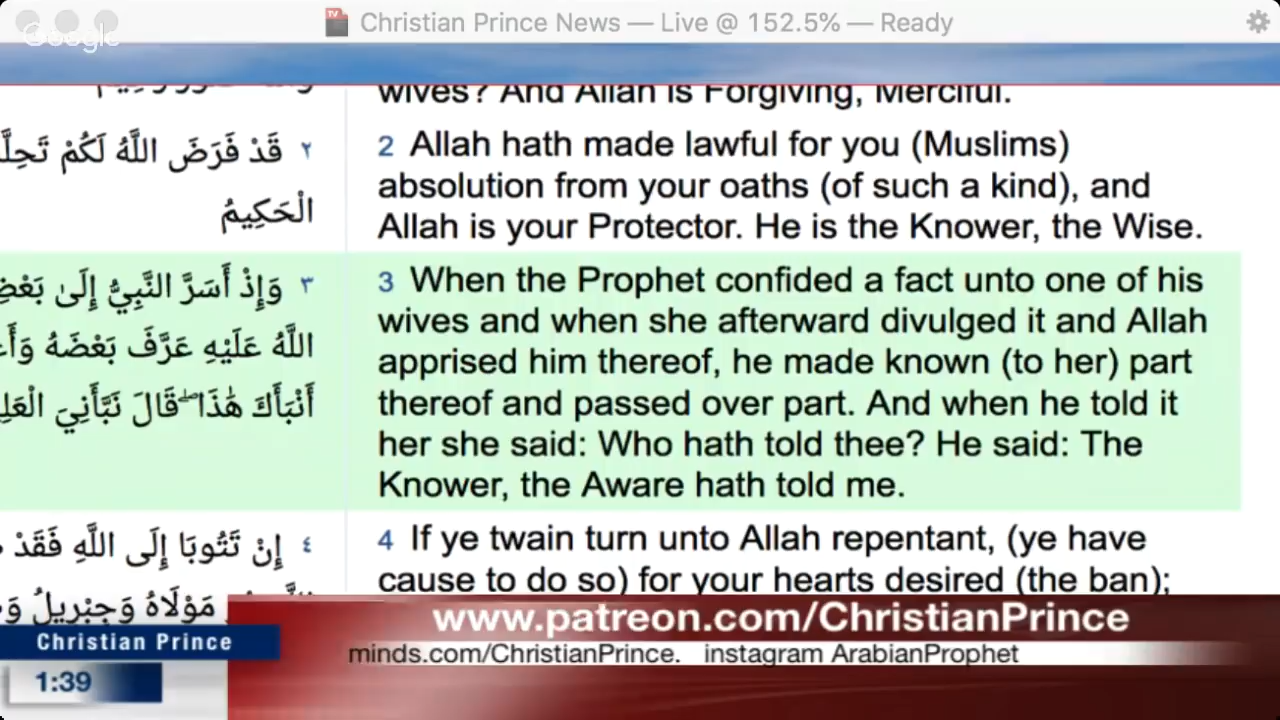 Google
TV
Christian Prince News — Live @ 152.5% — Ready
wives? And Allah is Forgiving, Merciful.
٢ قَدْ فَرَضَ اللَّهُ لَكُمْ
الْحَكِيمُ
2 Allah hath made lawful for you (Muslims)
absolution from your oaths (of such a kind), and
Allah is your Protector. He is the Knower, the Wise.
٣ وَإِذْ أَسَرَّ النَّبِيُّ إِلَىٰ
اللَّهُ عَلَيْهِ عَرَّفَ بَعْضَهُ
أَنْبَأَكَ هَٰذَا ۖ قَالَ نَبَّأَنِيَ
3 When the Prophet confided a fact unto one of his
wives and when she afterward divulged it and Allah
apprised him thereof, he made known (to her) part
thereof and passed over part. And when he told it
her she said: Who hath told thee? He said: The
Knower, the Aware hath told me.
٤ إِنْ تَتُوبَا إِلَى اللَّهِ فَقَدْ
مَوْلَاهُ وَجِبْرِيلُ
4 If ye twain turn unto Allah repentant, (ye have
cause to do so) for your hearts desired (the ban);
www.patreon.com/ChristianPrince
Christian Prince
minds.com/ChristianPrince. instagram ArabianProphet
1:39